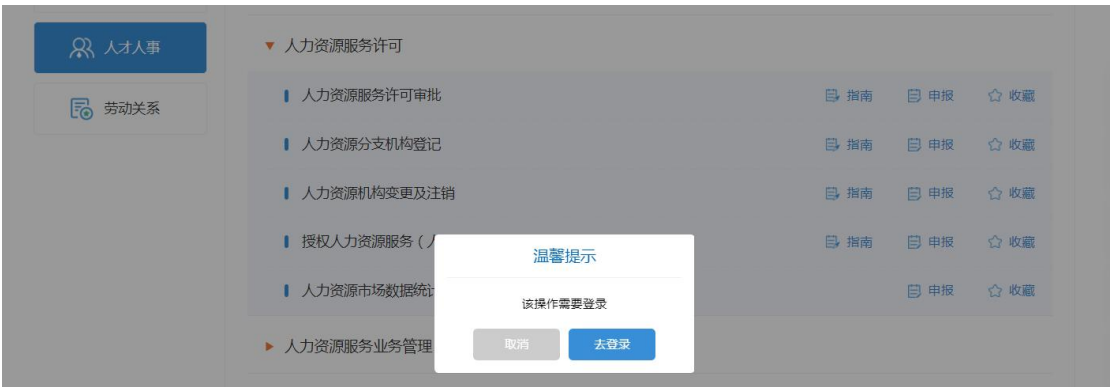 人才人事
劳动关系
人力资源服务许可
人力资源服务许可审批 指南 申报 收藏
人力资源分支机构登记 指南 申报 收藏
人力资源机构变更及注销 指南 申报 收藏
授权人力资源服务（ 指南 申报 收藏
人力资源市场数据统 申报 收藏
人力资源服务业务管理
温馨提示
该操作需要登录
取消 去登录